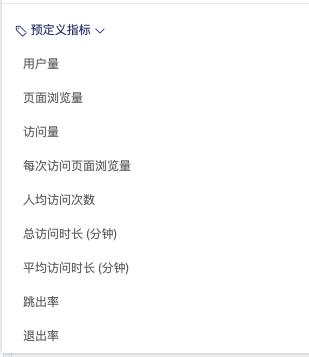 预定义指标
用户量
页面浏览量
访问量
每次访问页面浏览量
人均访问次数
总访问时长 (分钟)
平均访问时长 (分钟)
跳出率
退出率